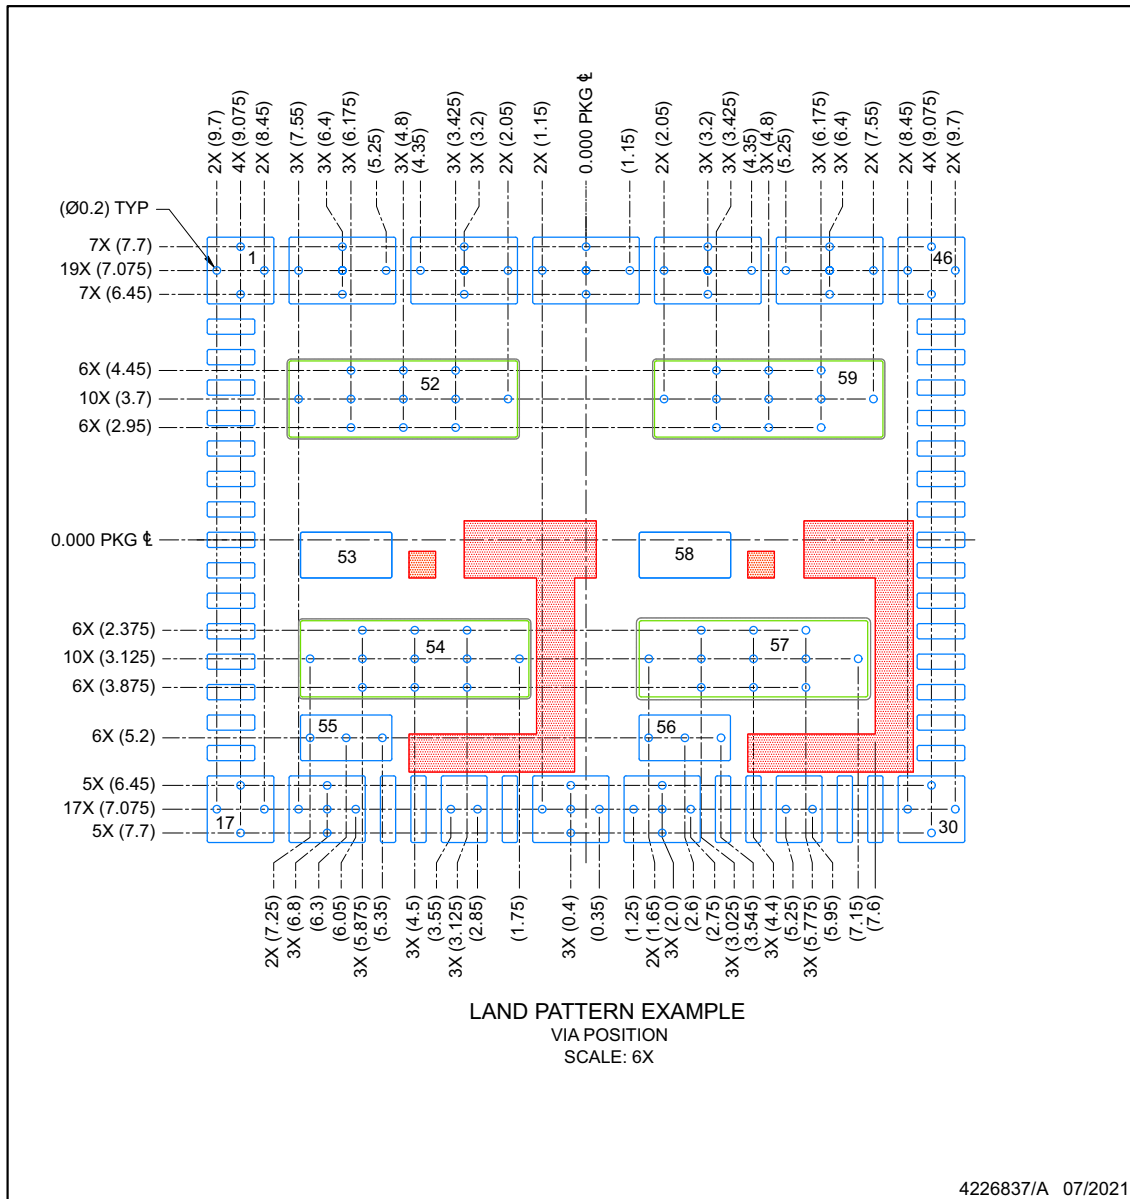 2X (9.7)
4X (9.075)
2X (8.45)
3X (7.55)
3X (6.4)
3X (6.175)
(5.25)
3X (4.8)
(4.35)
3X (3.425)
3X (3.2)
2X (2.05)
2X (1.15)
0.000 PKG ℄
(1.15)
2X (2.05)
3X (3.2)
3X (3.425)
(4.35)
3X (4.8)
(5.25)
3X (6.175)
3X (6.4)
2X (7.55)
2X (8.45)
4X (9.075)
2X (9.7)
(Ø0.2) TYP
7X (7.7)
19X (7.075)
7X (6.45)
1
46
6X (4.45)
10X (3.7)
6X (2.95)
52
59
0.000 PKG ℄
53
58
6X (2.375)
10X (3.125)
6X (3.875)
54
57
6X (5.2)
55
56
5X (6.45)
17X (7.075)
5X (7.7)
17
30
2X (7.25)
3X (6.8)
(6.3)
(6.05)
3X (5.875)
(5.35)
3X (4.5)
(3.55)
3X (3.125)
(2.85)
(1.75)
3X (0.4)
(0.35)
(1.25)
2X (1.65)
3X (2.0)
(2.6)
(2.75)
3X (3.025)
(3.545)
3X (4.4)
(5.25)
3X (5.775)
(5.95)
(7.15)
(7.6)
LAND PATTERN EXAMPLE
VIA POSITION
SCALE: 6X
4226837/A 07/2021